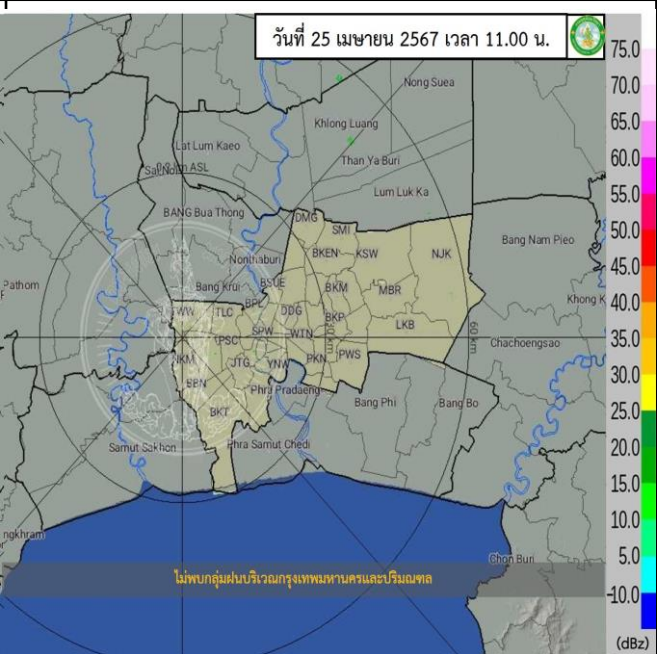 วันที่ 25 เมษายน 2567 เวลา 11.00 น.
75.0
70.0
65.0
60.0
55.0
50.0
45.0
40.0
35.0
30.0
25.0
20.0
15.0
10.0
5.0
-10.0
(dBz)
Nong Suea
Khlong Luang
Lat Lum Kaeo
Than Ya Buri
Lum Luk Ka
BANG Bua Thong
DMG
SMI
Bang Nam Pieo
BKEN KSW NJK
Nonthaburi
Pathom
Bang Krui
BSUE
BKM
MBR
BPL
Khong K
TWW TLC
DDG
BKP
LKB
PSC
SPW
WTN
30 km
60 km
Chachoengsao
NKM
JTG
YNW
PKN PWS
BBN
Phra Pradaeng
BKT
Bang Phi
Bang Bo
Samut Sakhon
Phra Samut Chedi
ngkhram
Chon Buri
ไม่พบกลุ่มฝนบริเวณกรุงเทพมหานครและปริมณฑล